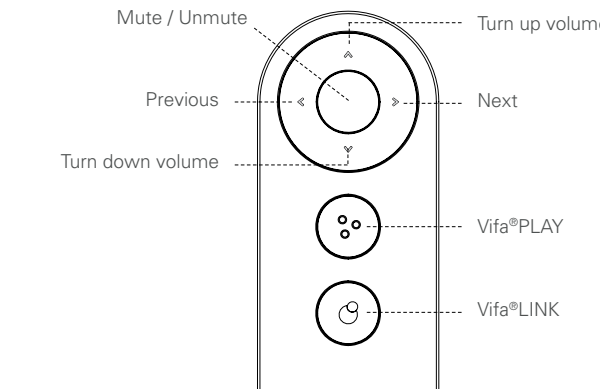 Mute / Unmute
Turn up volume
Previous
Next
Turn down volume
Vifa®PLAY
Vifa®LINK